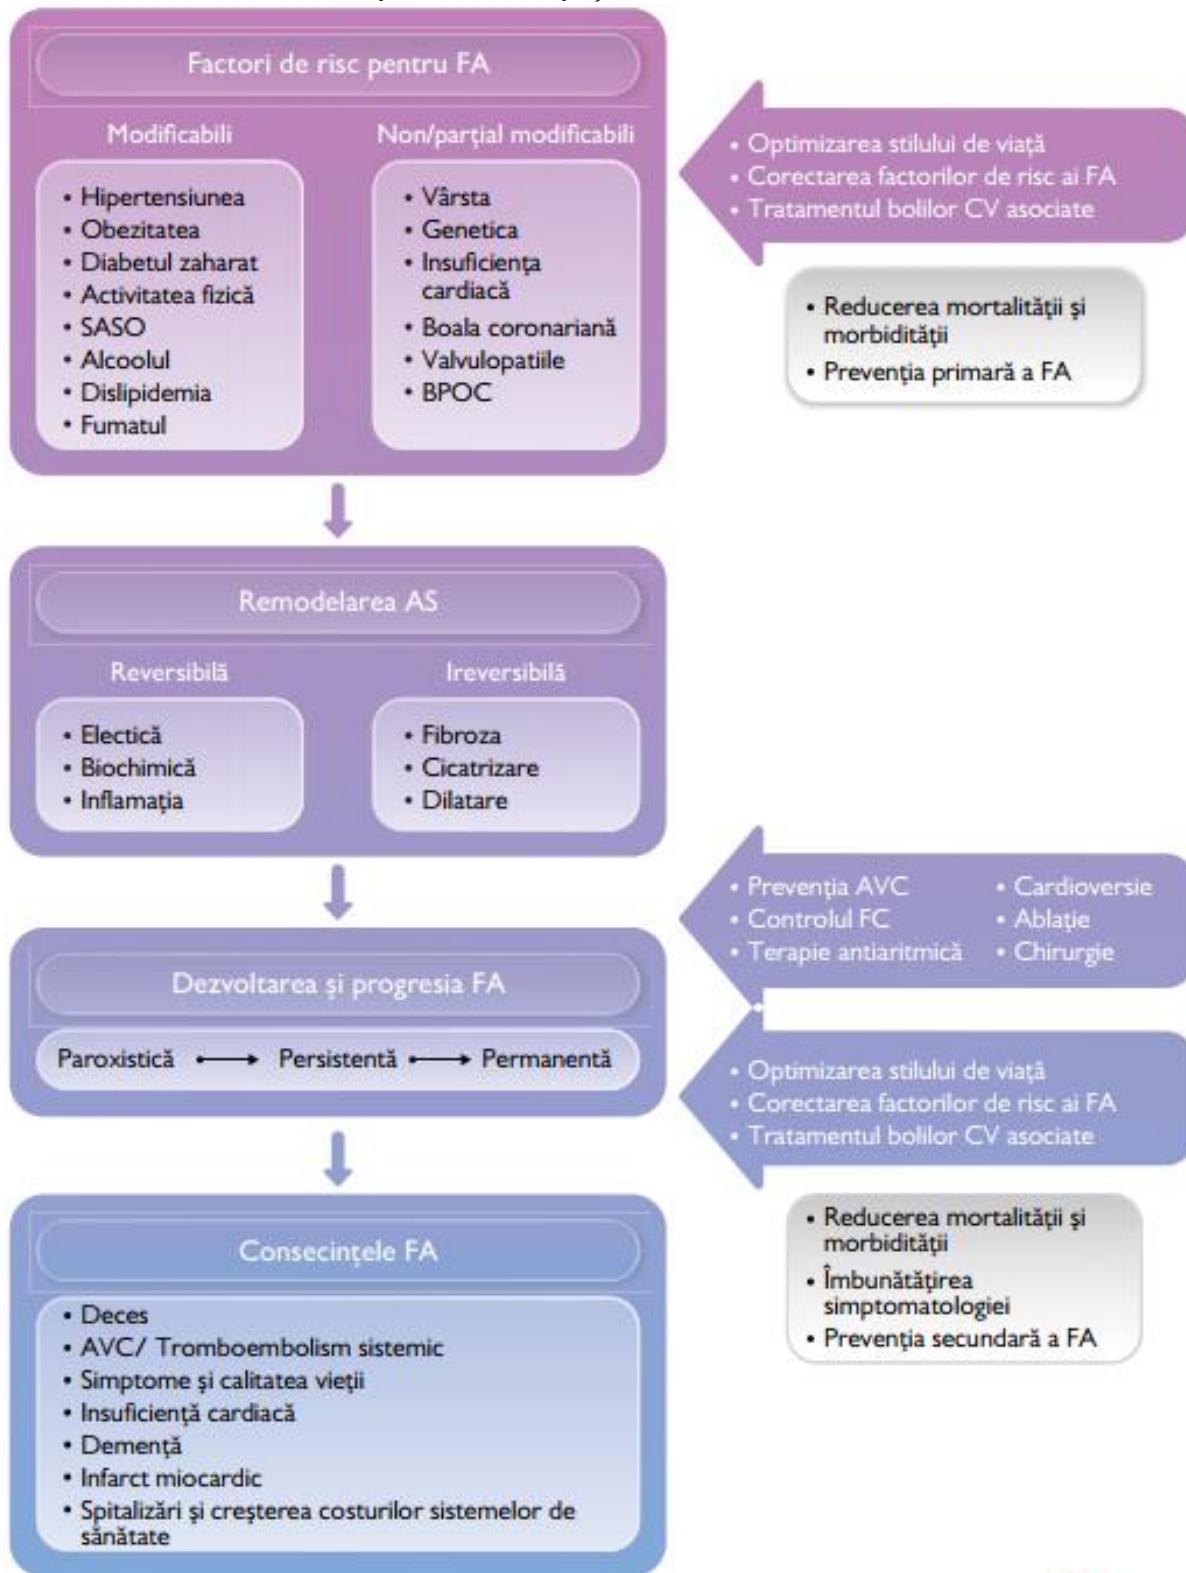 Factori de risc pentru FA
Modificabili
Non/parțial modificabili
• Hipertensiunea
• Obezitatea
• Diabetul zaharat
• Activitatea fizică
• SASO
• Alcoolul
• Dislipidemia
• Fumatul
• Vârsta
• Genetica
• Insuficiența
cardiacă
• Boala coronariană
• Valvulopatiile
• BPOC
• Optimizarea stilului de viață
• Corectarea factorilor de risc ai FA
• Tratamentul bolilor CV asociate
• Reducerea mortalității și
morbidității
• Prevenția primară a FA
Remodelarea AS
Reversibilă
Ireversibilă
• Electică
• Biochimică
• Inflamația
• Fibroza
• Cicatrizare
• Dilatare
• Prevenția AVC
• Controlul FC
• Terapie antiaritmică
• Cardioversie
• Ablație
• Chirurgie
Dezvoltarea și progresia FA
Paroxistică → Persistentă → Permanentă
• Optimizarea stilului de viață
• Corectarea factorilor de risc ai FA
• Tratamentul bolilor CV asociate
• Reducerea mortalității și
morbidității
• Îmbunătățirea
simptomatologiei
• Prevenția secundară a FA
Consecințele FA
• Deces
• AVC/ Tromboembolism sistemic
• Simptome și calitatea vieții
• Insuficiență cardiacă
• Demență
• Infarct miocardic
• Spitalizări și creșterea costurilor sistemelor de
sănătate